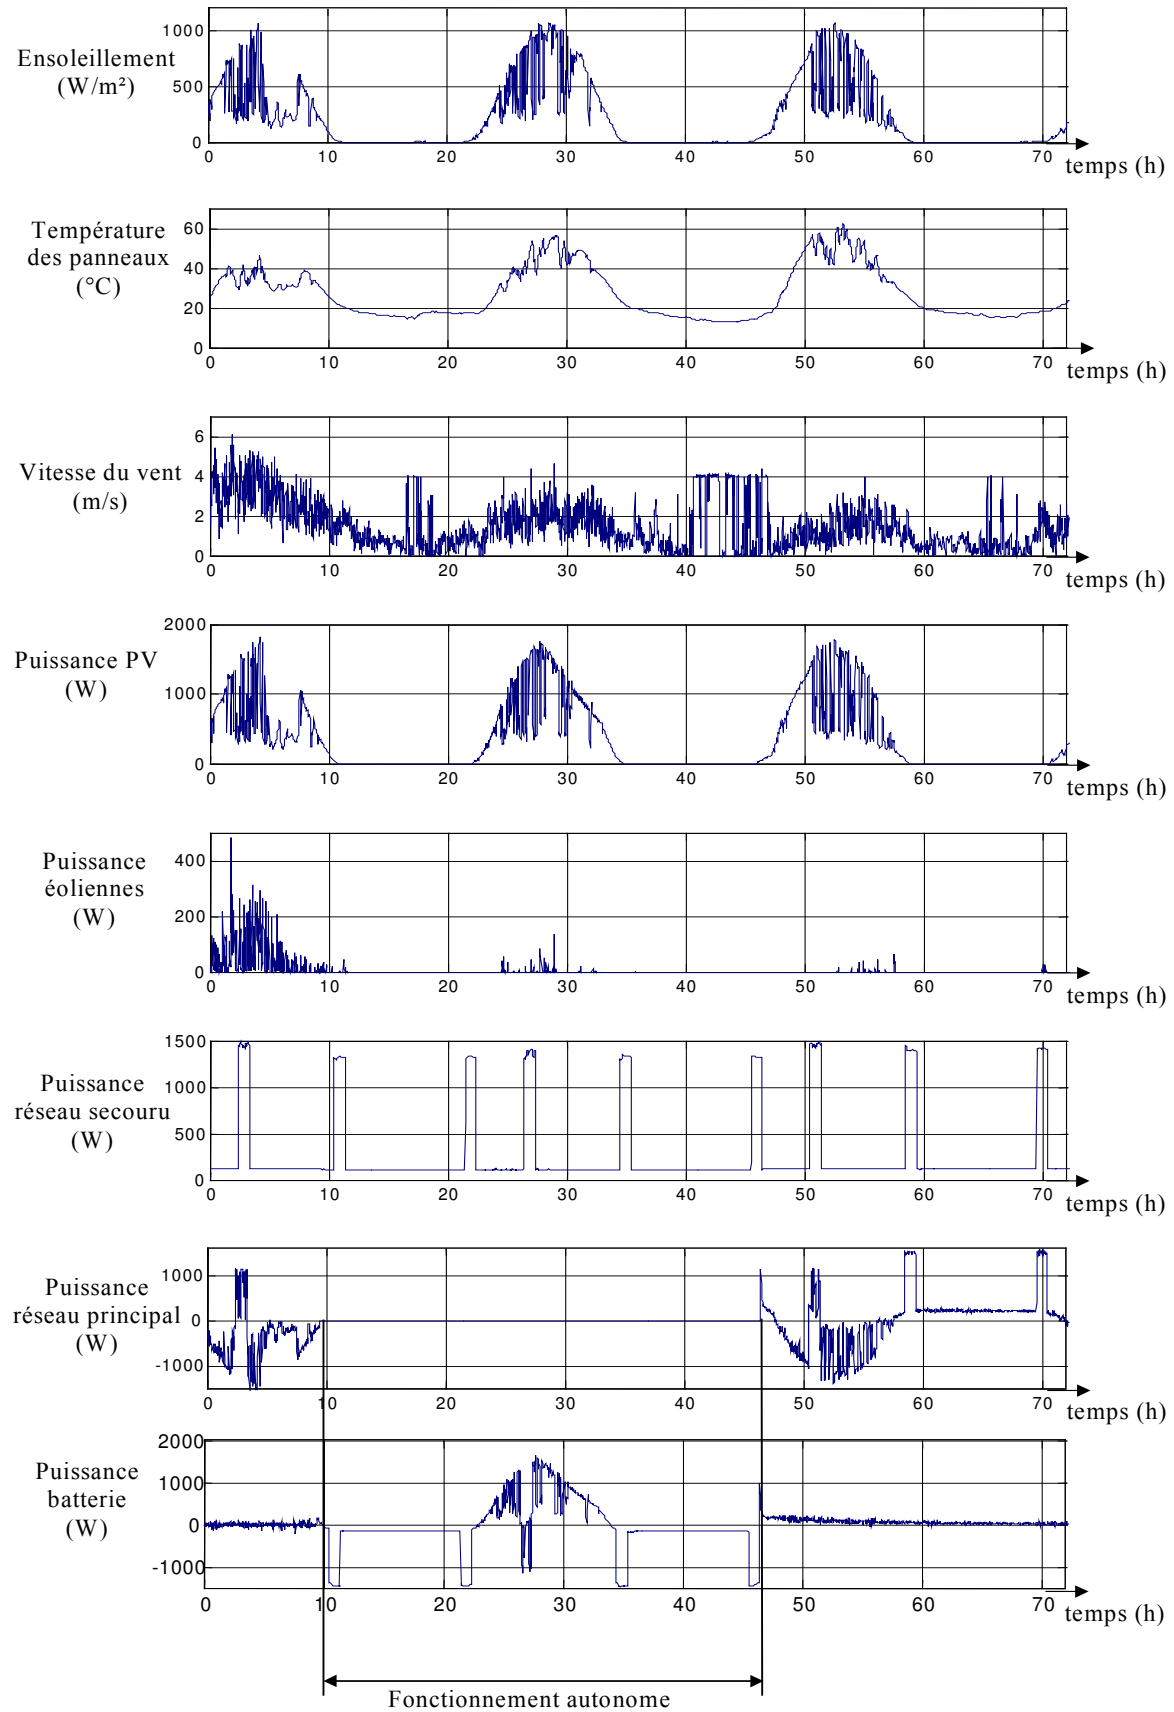 1000
Ensoleillement
(W/m²)
500
0
0 10 20 30 40 50 60 70
temps (h)
60
Température
des panneaux
40
(°C)
20
0
0 10 20 30 40 50 60 70
temps (h)
6
Vitesse du vent
4
(m/s)
2
0
0 10 20 30 40 50 60 70
temps (h)
2000
Puissance PV
(W)
1000
0
0 10 20 30 40 50 60 70
temps (h)
Puissance
400
éoliennes
(W)
200
0
0 10 20 30 40 50 60 70
temps (h)
1500
Puissance
1000
réseau secouru
(W)
500
0
0 10 20 30 40 50 60 70
temps (h)
1000
Puissance
réseau principal
0
(W)
-1000
0 10 20 30 40 50 60 70
temps (h)
2000
Puissance
1000
batterie
(W)
0
-1000
0 10 20 30 40 50 60 70
temps (h)
Fonctionnement autonome